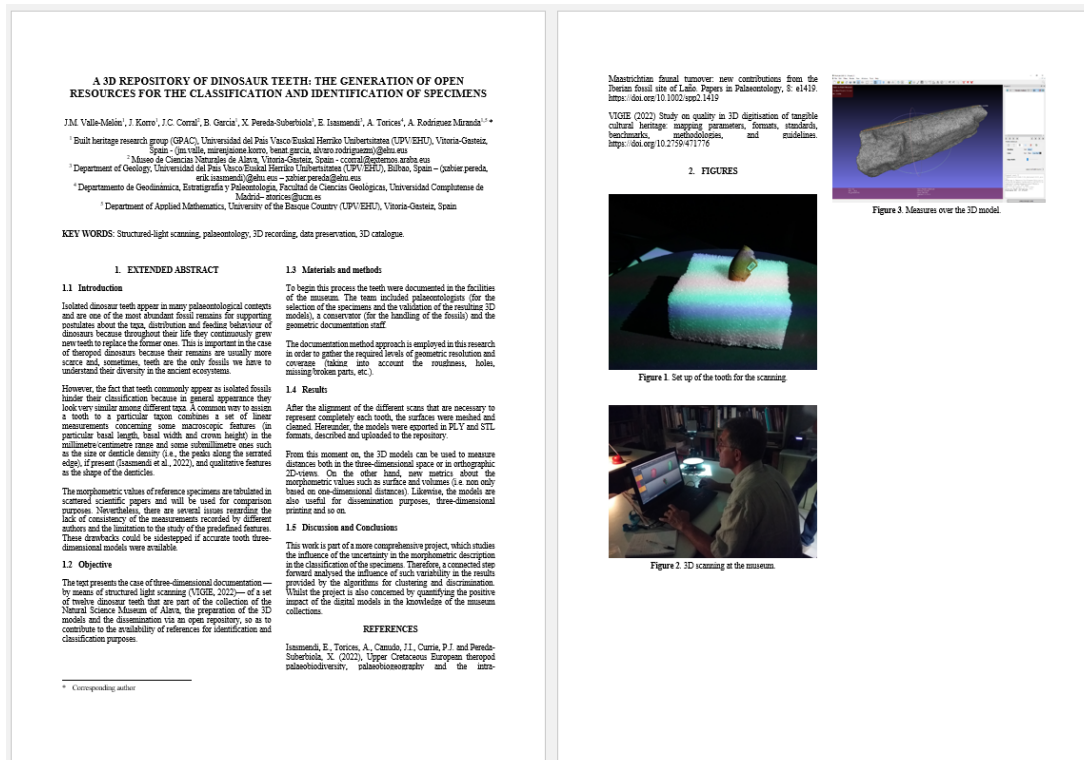 A 3D REPOSITORY OF DINOSAUR TEETH: THE GENERATION OF OPEN
RESOURCES FOR THE CLASSIFICATION AND IDENTIFICATION OF SPECIMENS
J.M. Valle-Melón¹, J. Korro¹, J.C. Corral², B. García¹, X. Pereda-Suberbiola³, E. Isasmendi³, A. Torices⁴, A. Rodríguez Miranda¹,⁵ *
¹ Built heritage research group (GPAC), Universidad del País Vasco/Euskal Herriko Unibertsitatea (UPV/EHU), Vitoria-Gasteiz,
Spain - (jm.valle, mirenjaione.korro, benat.garcia, alvaro.rodriguezm)@ehu.eus
² Museo de Ciencias Naturales de Alava, Vitoria-Gasteiz, Spain - ccorral@externos.araba.eus
³ Department of Geology, Universidad del País Vasco/Euskal Herriko Unibertsitatea (UPV/EHU), Bilbao, Spain – (xabier.pereda,
erik.isasmendi)@ehu.eus – xabier.pereda@ehu.eus
⁴ Departamento de Geodinámica, Estratigrafía y Paleontología, Facultad de Ciencias Geológicas, Universidad Complutense de
Madrid– atorices@ucm.es
⁵ Department of Applied Mathematics, University of the Basque Country (UPV/EHU), Vitoria-Gasteiz, Spain
KEY WORDS: Structured-light scanning, palaeontology, 3D recording, data preservation, 3D catalogue.
1. EXTENDED ABSTRACT
1.1 Introduction
Isolated dinosaur teeth appear in many palaeontological contexts
and are one of the most abundant fossil remains for supporting
postulates about the taxa, distribution and feeding behaviour of
dinosaurs because throughout their life they continuously grew
new teeth to replace the former ones. This is important in the case
of theropod dinosaurs because their remains are usually more
scarce and, sometimes, teeth are the only fossils we have to
understand their diversity in the ancient ecosystems.
However, the fact that teeth commonly appear as isolated fossils
hinder their classification because in general appearance they
look very similar among different taxa. A common way to assign
a tooth to a particular taxon combines a set of linear
measurements concerning some macroscopic features (in
particular basal length, basal width and crown height) in the
millimetre/centimetre range and some submillimetre ones such
as the size or denticle density (i.e., the peaks along the serrated
edge), if present (Isasmendi et al., 2022), and qualitative features
as the shape of the denticles.
The morphometric values of reference specimens are tabulated in
scattered scientific papers and will be used for comparison
purposes. Nevertheless, there are several issues regarding the
lack of consistency of the measurements recorded by different
authors and the limitation to the study of the predefined features.
These drawbacks could be sidestepped if accurate tooth three-
dimensional models were available.
1.2 Objective
The text presents the case of three-dimensional documentation —
by means of structured light scanning (VIGIE, 2022)— of a set
of twelve dinosaur teeth that are part of the collection of the
Natural Science Museum of Alava, the preparation of the 3D
models and the dissemination via an open repository, so as to
contribute to the availability of references for identification and
classification purposes.
* Corresponding author
1.3 Materials and methods
To begin this process the teeth were documented in the facilities
of the museum. The team included palaeontologists (for the
selection of the specimens and the validation of the resulting 3D
models), a conservator (for the handling of the fossils) and the
geometric documentation staff.
The documentation method approach is employed in this research
in order to gather the required levels of geometric resolution and
coverage (taking into account the roughness, holes,
missing/broken parts, etc.).
1.4 Results
After the alignment of the different scans that are necessary to
represent completely each tooth, the surfaces were meshed and
cleaned. Hereunder, the models were exported in PLY and STL
formats, described and uploaded to the repository.
From this moment on, the 3D models can be used to measure
distances both in the three-dimensional space or in orthographic
2D-views. On the other hand, new metrics about the
morphometric values such as surface and volumes (i.e. non only
based on one-dimensional distances). Likewise, the models are
also useful for dissemination purposes, three-dimensional
printing and so on.
1.5 Discussion and Conclusions
This work is part of a more comprehensive project, which studies
the influence of the uncertainty in the morphometric description
in the classification of the specimens. Therefore, a connected step
forward analysed the influence of such variability in the results
provided by the algorithms for clustering and discrimination.
Whilst the project is also concerned by quantifying the positive
impact of the digital models in the knowledge of the museum
collections.
REFERENCES
Isasmendi, E., Torices, A., Canudo, J.I., Currie, P.J. and Pereda-
Suberbiola, X. (2022), Upper Cretaceous European theropod
palaeobiodiversity, palaeobiogeography and the intra-
Maastrichtian faunal turnover: new contributions from the
Iberian fossil site of Laño. Papers in Palaeontology, 8: e1419.
https://doi.org/10.1002/spp2.1419
VIGIE (2022) Study on quality in 3D digitisation of tangible
cultural heritage: mapping parameters, formats, standards,
benchmarks, methodologies, and guidelines.
https://doi.org/10.2759/471776
2. FIGURES
Figure 1. Set up of the tooth for the scanning.
Figure 2. 3D scanning at the museum.
Figure 3. Measures over the 3D model.